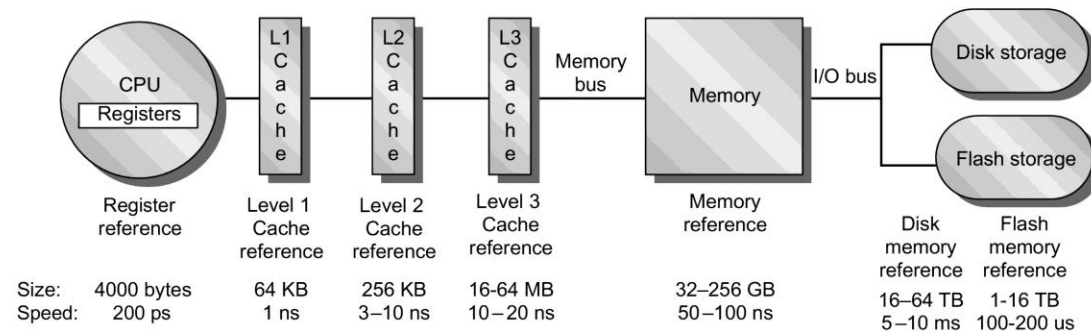 CPU
Registers
L1
C
a
c
h
e
L2
C
a
c
h
e
L3
C
a
c
h
e
Memory
bus
Memory
I/O bus
Disk storage
Flash storage
Register
reference
Level 1
Cache
reference
Level 2
Cache
reference
Level 3
Cache
reference
Memory
reference
Disk
memory
reference
Flash
memory
reference
Size: 4000 bytes 64 KB 256 KB 16-64 MB 32–256 GB 16–64 TB 1-16 TB
Speed: 200 ps 1 ns 3–10 ns 10–20 ns 50–100 ns 5–10 ms 100-200 us